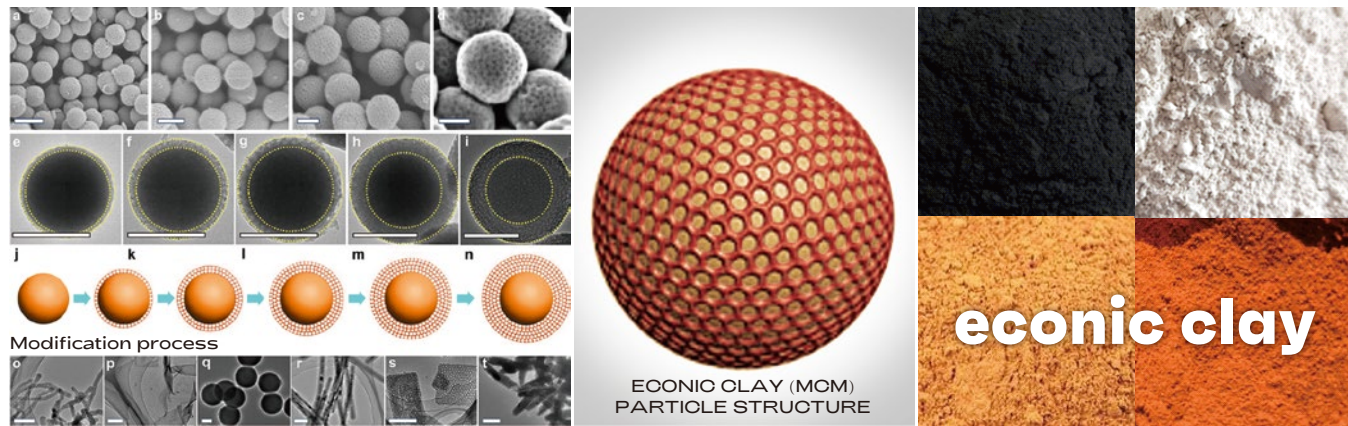 a b c d
e f g h i
j k l m n
Modification process
o p q r s t
ECONIC CLAY (MCM)
PARTICLE STRUCTURE
econic clay